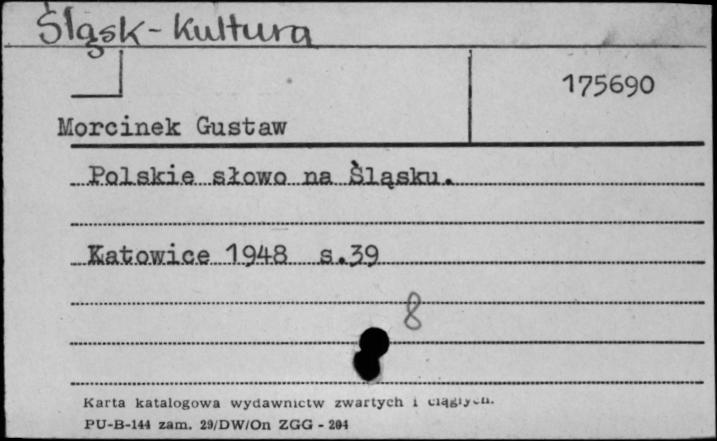 Śląsk-Kultura
175690
Morcinek Gustaw
Polskie słowo na Śląsku.
Katowice 1948 s.39
8
Karta katalogowa wydawnictw zwartych i ciągłych.
PU-B-144 zam. 29/DW/On ZGG - 204